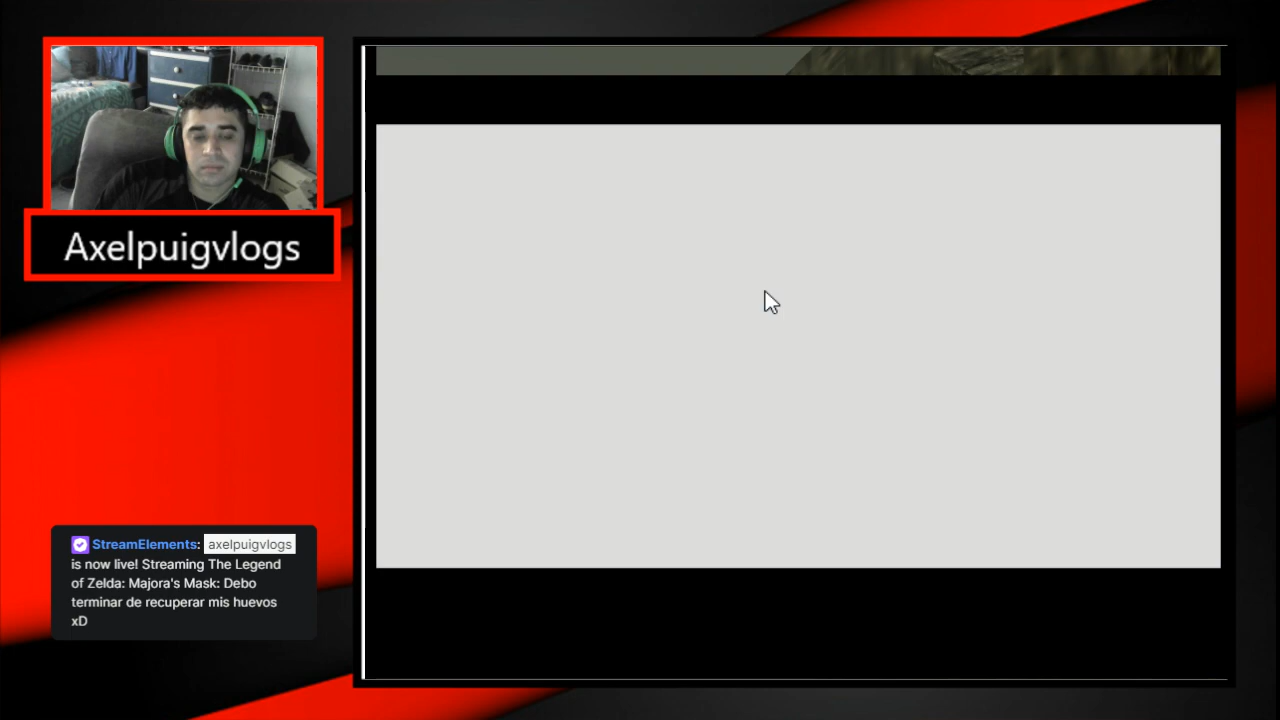 Axelpuigvlogs
StreamElements: axelpuigvlogs
is now live! Streaming The Legend
of Zelda: Majora's Mask: Debo
terminar de recuperar mis huevos
xD